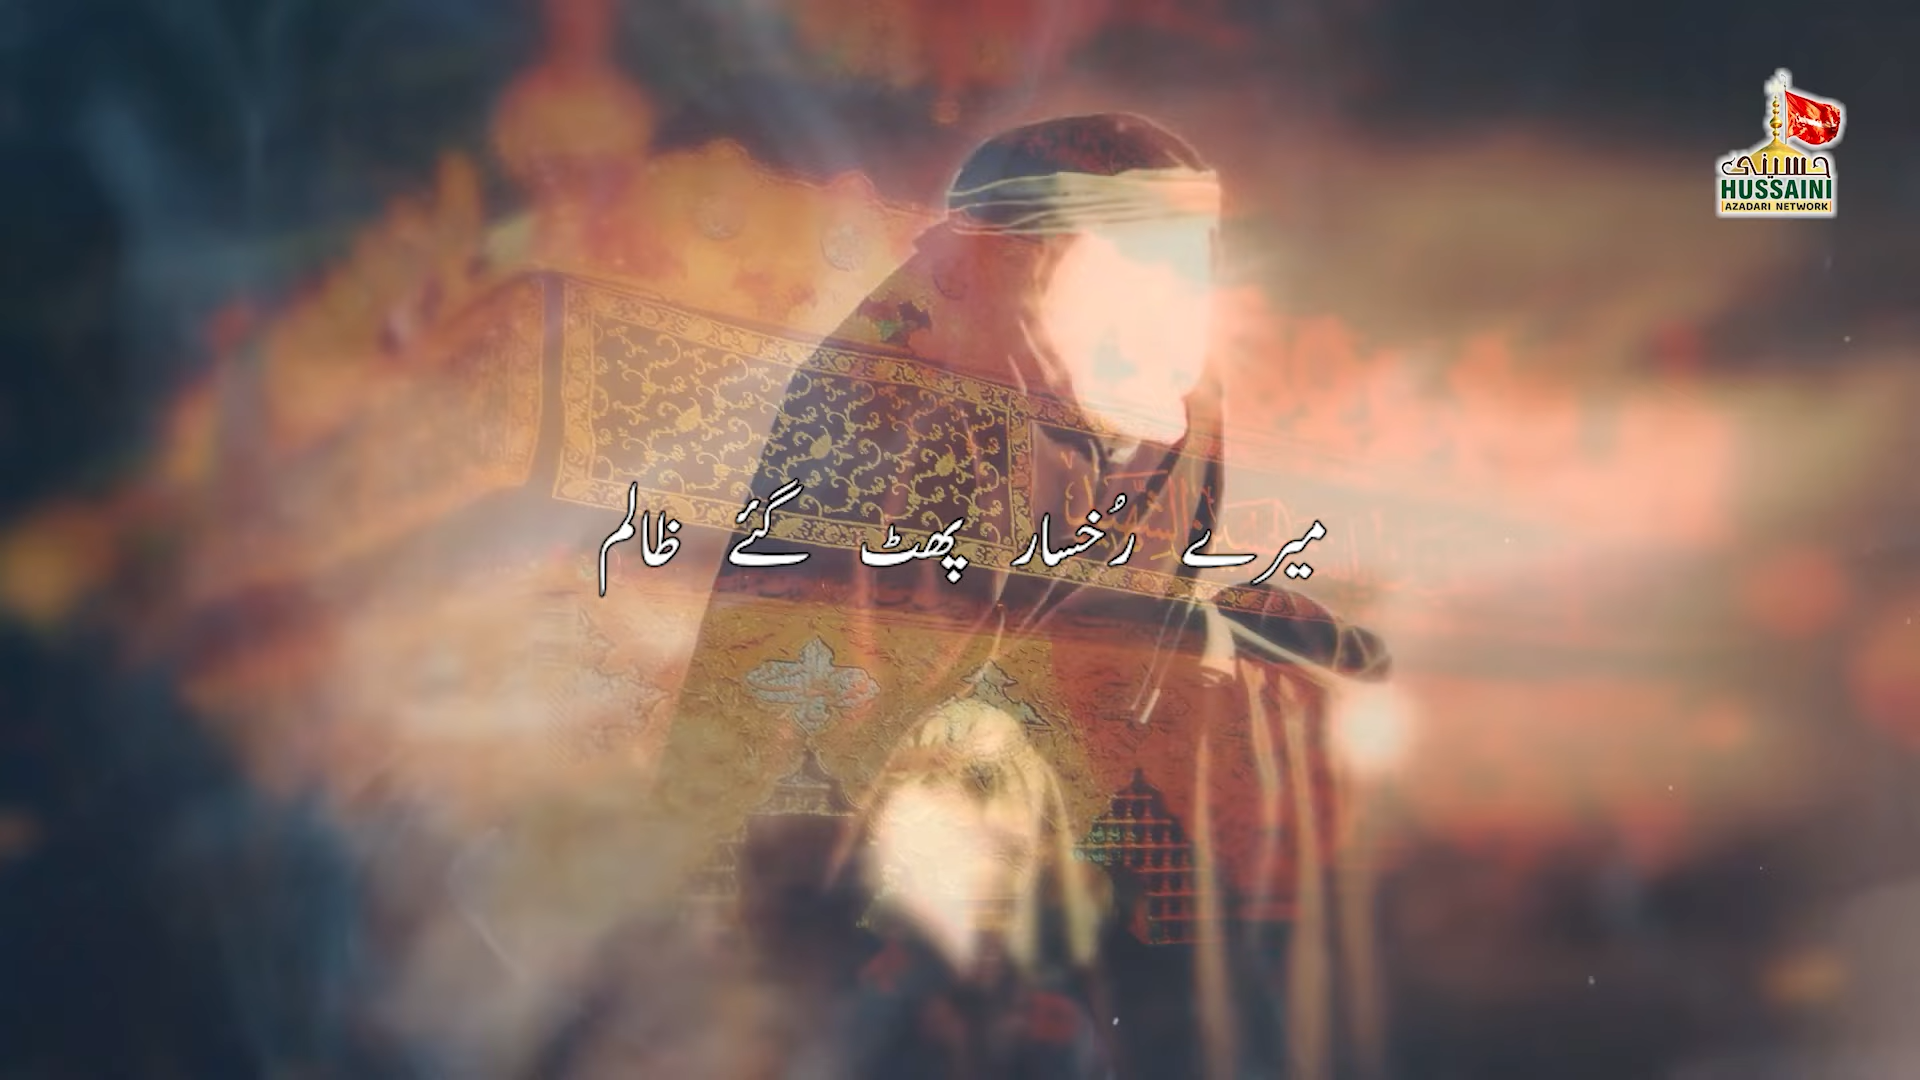 حسینی
HUSSAINI
AZADARI NETWORK
میرے رُخسار پھٹ گئے ظالم